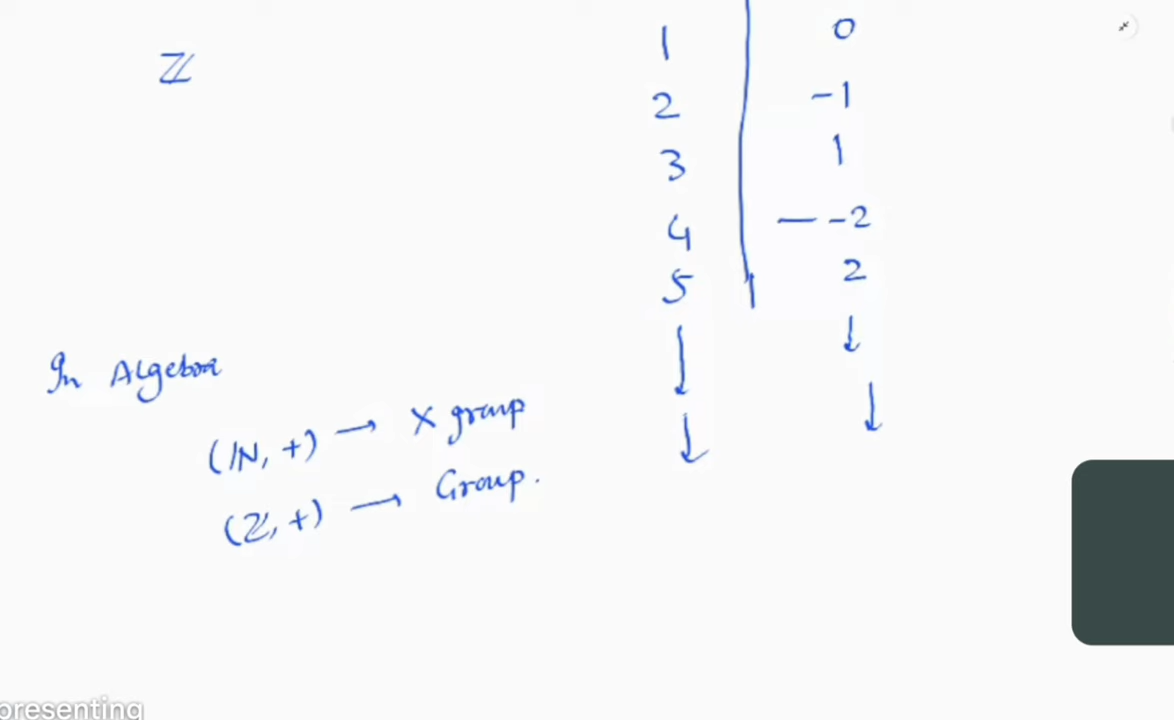 ℤ
1 | 0
2 | -1
3 | 1
4 | — -2
5 | 2
In Algebra
(ℕ, +) → X group
(ℤ, +) → Group.
presenting